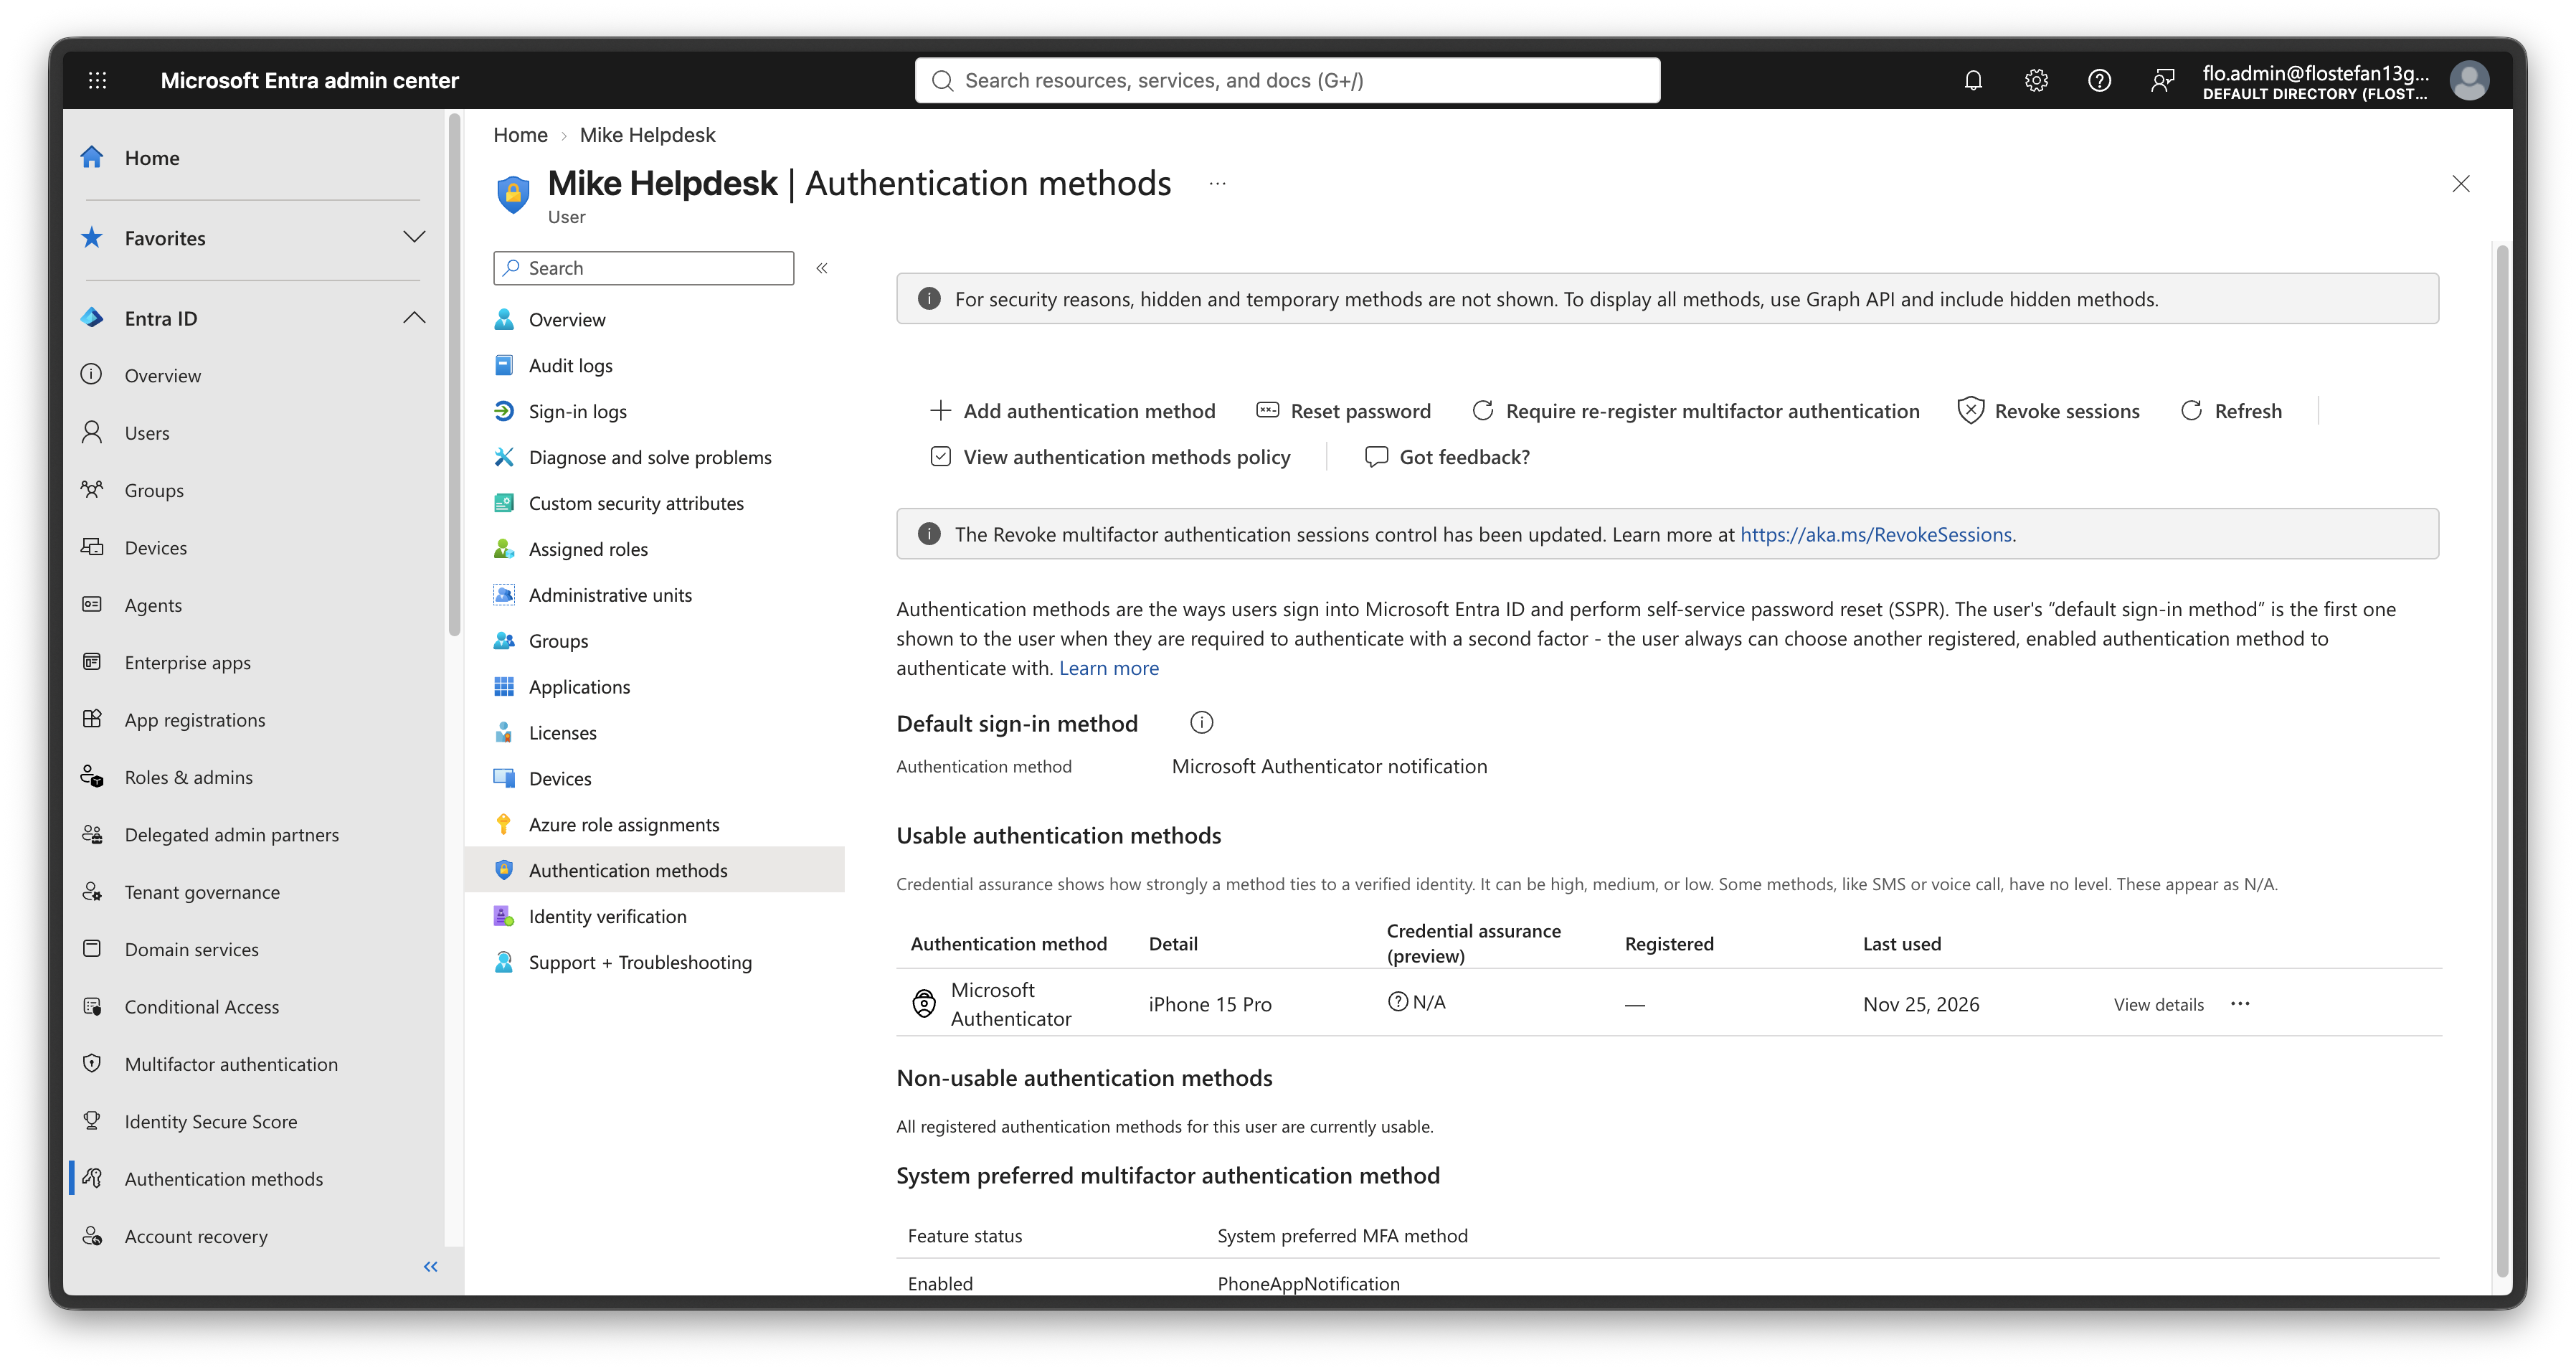 Microsoft Entra admin center
Search resources, services, and docs (G+/)
flo.admin@flostefan13g...
DEFAULT DIRECTORY (FLOST...
Home
Favorites
Entra ID
Overview
Users
Groups
Devices
Agents
Enterprise apps
App registrations
Roles & admins
Delegated admin partners
Tenant governance
Domain services
Conditional Access
Multifactor authentication
Identity Secure Score
Authentication methods
Account recovery
Home > Mike Helpdesk
Mike Helpdesk | Authentication methods ...
User
Search
Overview
Audit logs
Sign-in logs
Diagnose and solve problems
Custom security attributes
Assigned roles
Administrative units
Groups
Applications
Licenses
Devices
Azure role assignments
Authentication methods
Identity verification
Support + Troubleshooting
For security reasons, hidden and temporary methods are not shown. To display all methods, use Graph API and include hidden methods.
Add authentication method Reset password Require re-register multifactor authentication Revoke sessions Refresh
View authentication methods policy Got feedback?
The Revoke multifactor authentication sessions control has been updated. Learn more at https://aka.ms/RevokeSessions.
Authentication methods are the ways users sign into Microsoft Entra ID and perform self-service password reset (SSPR). The user's “default sign-in method” is the first one
shown to the user when they are required to authenticate with a second factor - the user always can choose another registered, enabled authentication method to
authenticate with. Learn more
Default sign-in method
Authentication method Microsoft Authenticator notification
Usable authentication methods
Credential assurance shows how strongly a method ties to a verified identity. It can be high, medium, or low. Some methods, like SMS or voice call, have no level. These appear as N/A.
Authentication method Detail Credential assurance (preview) Registered Last used
Microsoft Authenticator iPhone 15 Pro N/A — Nov 25, 2026 View details ...
Non-usable authentication methods
All registered authentication methods for this user are currently usable.
System preferred multifactor authentication method
Feature status System preferred MFA method
Enabled PhoneAppNotification